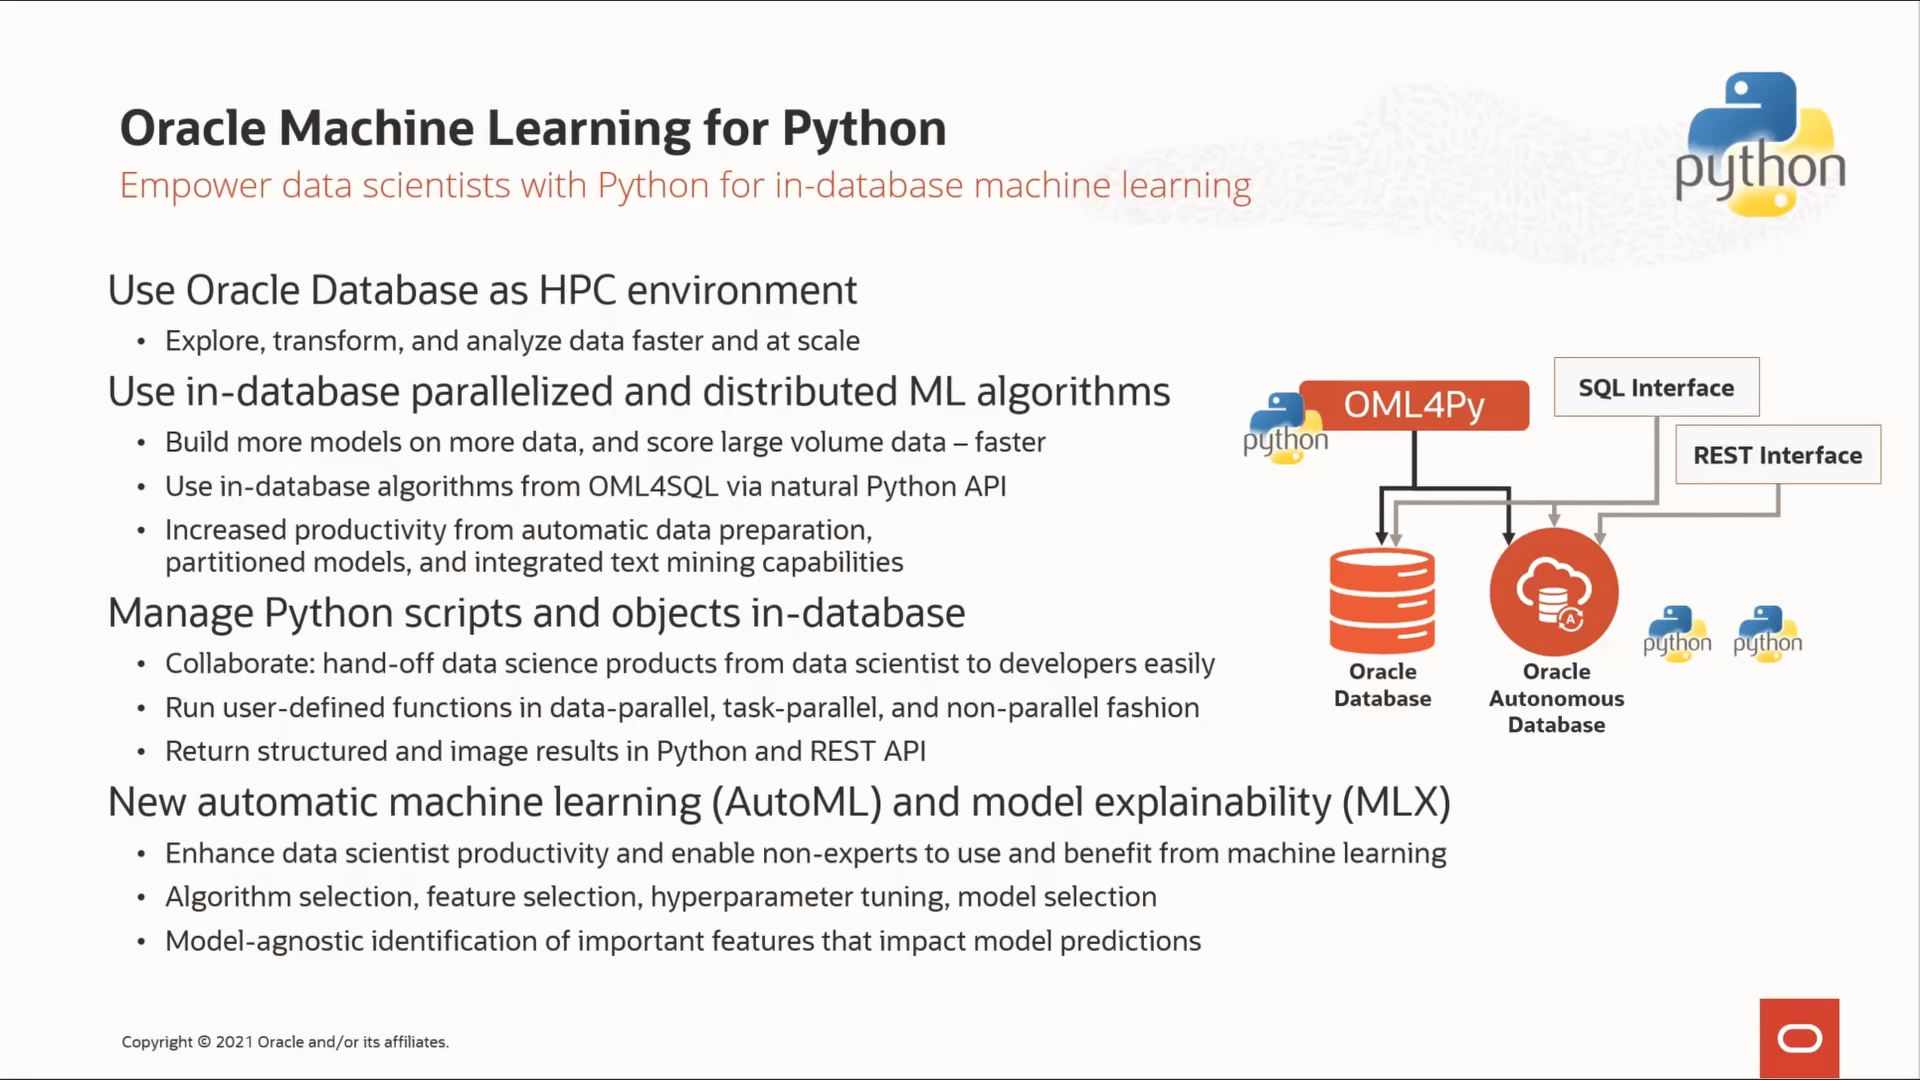 Oracle Machine Learning for Python
Empower data scientists with Python for in-database machine learning
python
Use Oracle Database as HPC environment
• Explore, transform, and analyze data faster and at scale
Use in-database parallelized and distributed ML algorithms
• Build more models on more data, and score large volume data – faster
• Use in-database algorithms from OML4SQL via natural Python API
• Increased productivity from automatic data preparation,
partitioned models, and integrated text mining capabilities
Manage Python scripts and objects in-database
• Collaborate: hand-off data science products from data scientist to developers easily
• Run user-defined functions in data-parallel, task-parallel, and non-parallel fashion
• Return structured and image results in Python and REST API
New automatic machine learning (AutoML) and model explainability (MLX)
• Enhance data scientist productivity and enable non-experts to use and benefit from machine learning
• Algorithm selection, feature selection, hyperparameter tuning, model selection
• Model-agnostic identification of important features that impact model predictions
OML4Py
python
SQL Interface
REST Interface
A
Oracle
Database
Oracle
Autonomous
Database
python
python
Copyright © 2021 Oracle and/or its affiliates.